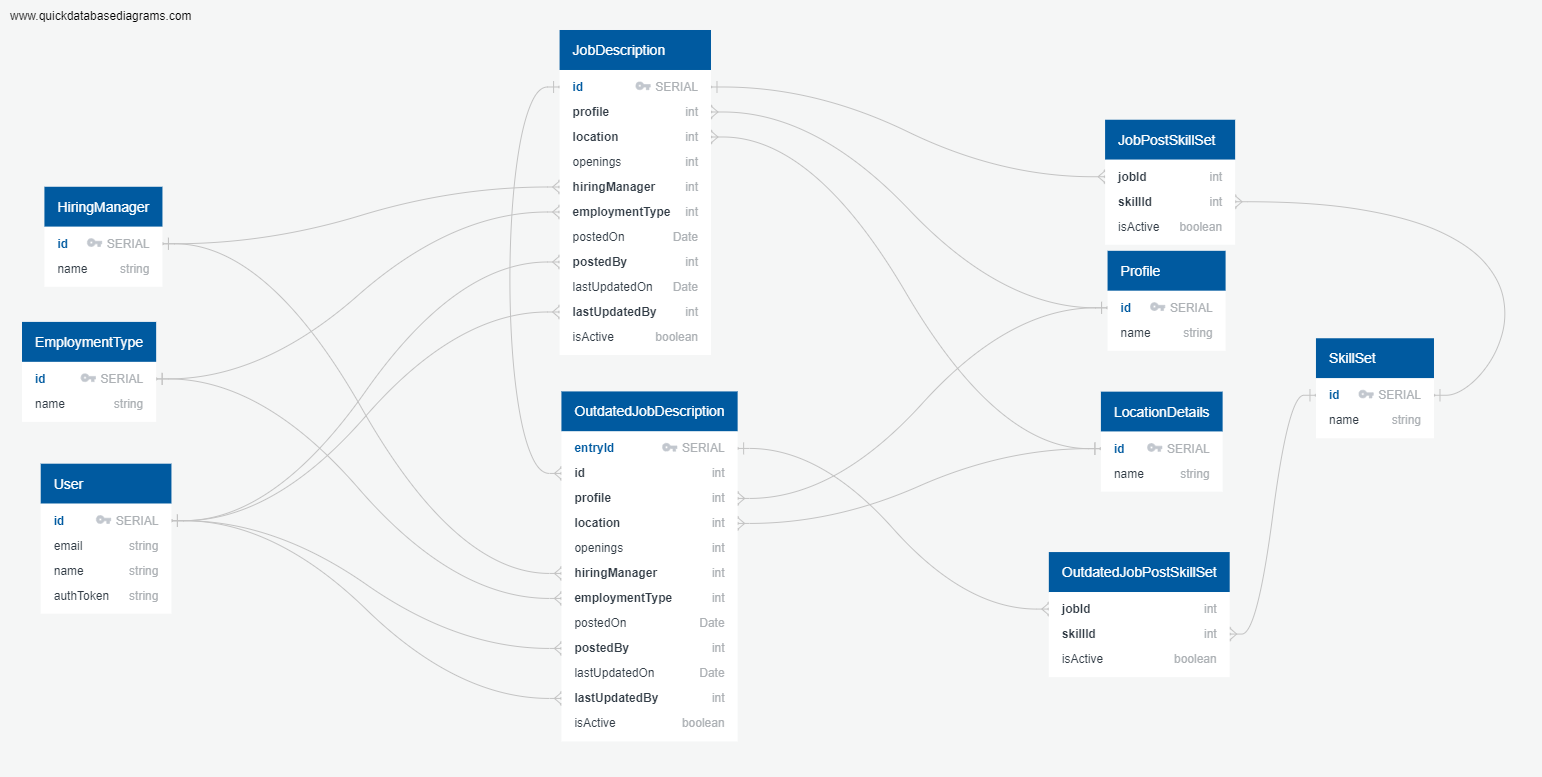 www.quickdatabasediagrams.com
JobDescription
id SERIAL
profile int
location int
openings int
hiringManager int
employmentType int
postedOn Date
postedBy int
lastUpdatedOn Date
lastUpdatedBy int
isActive boolean
HiringManager
id SERIAL
name string
EmploymentType
id SERIAL
name string
User
id SERIAL
email string
name string
authToken string
OutdatedJobDescription
entryId SERIAL
id int
profile int
location int
openings int
hiringManager int
employmentType int
postedOn Date
postedBy int
lastUpdatedOn Date
lastUpdatedBy int
isActive boolean
JobPostSkillSet
jobId int
skillId int
isActive boolean
Profile
id SERIAL
name string
LocationDetails
id SERIAL
name string
SkillSet
id SERIAL
name string
OutdatedJobPostSkillSet
jobId int
skillId int
isActive boolean